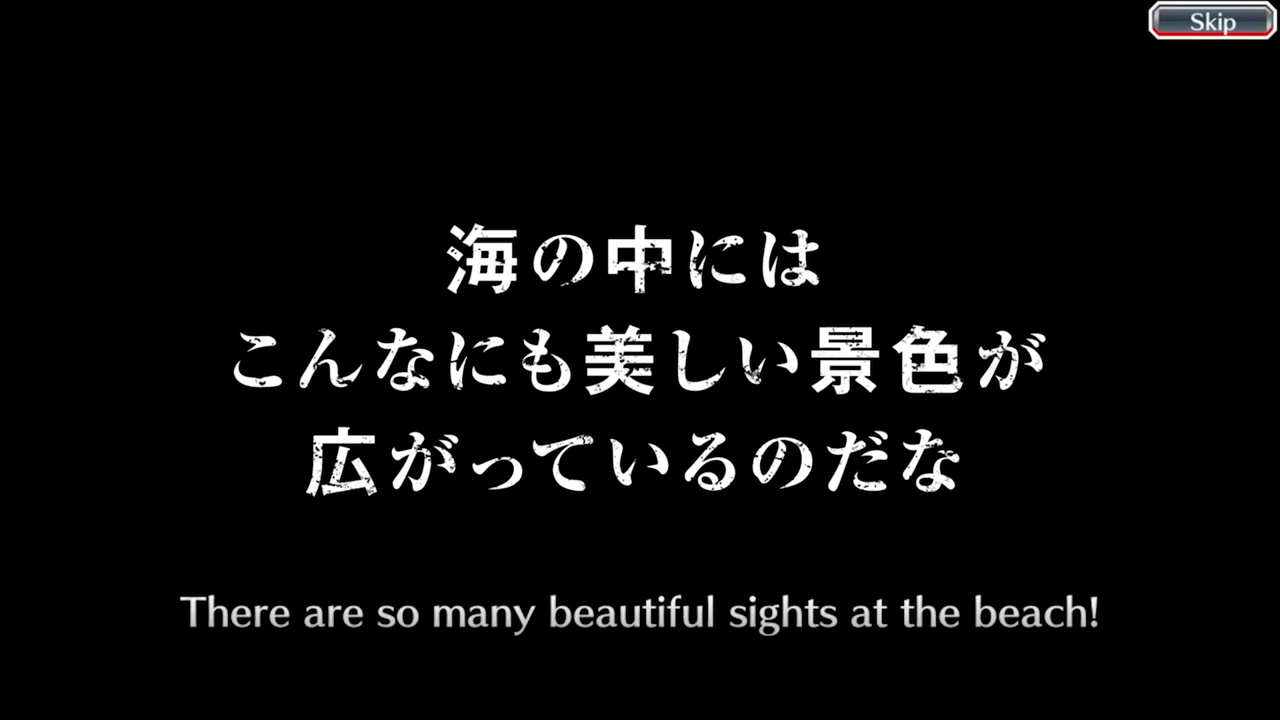 Skip
海の中には
こんなにも美しい景色が
広がっているのだな
There are so many beautiful sights at the beach!